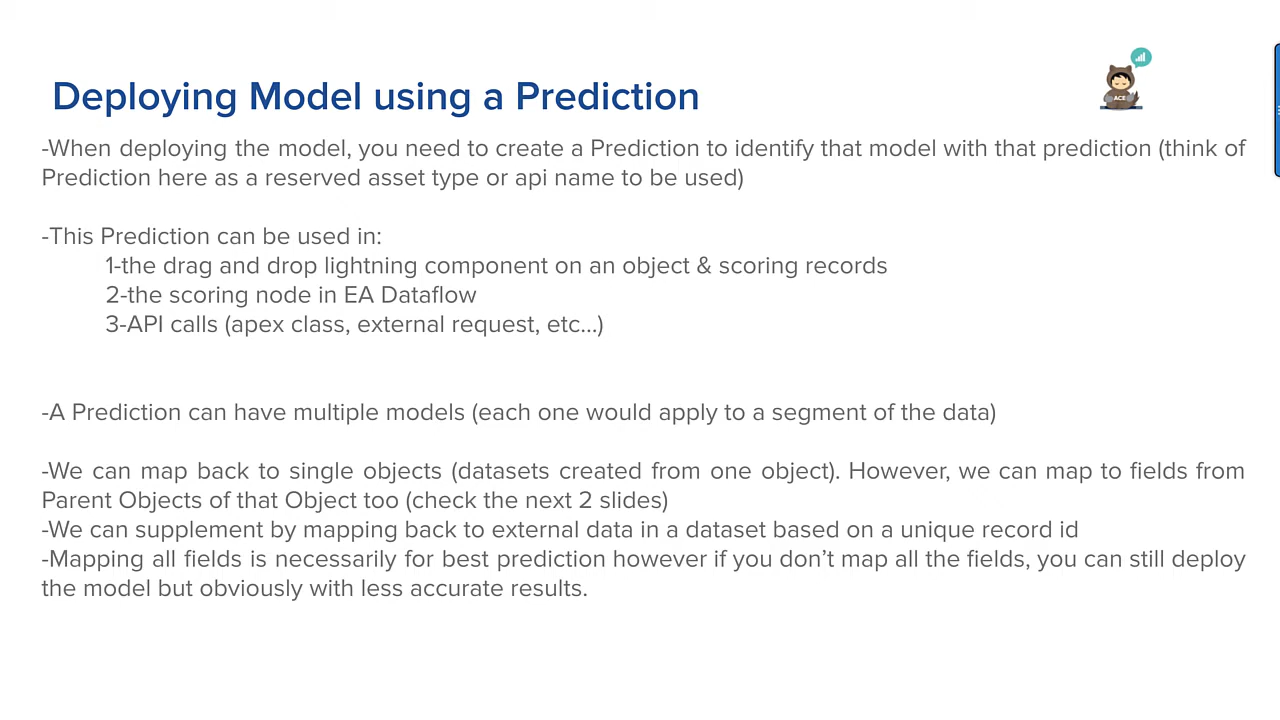 Deploying Model using a Prediction
-When deploying the model, you need to create a Prediction to identify that model with that prediction (think of
Prediction here as a reserved asset type or api name to be used)
-This Prediction can be used in:
1-the drag and drop lightning component on an object & scoring records
2-the scoring node in EA Dataflow
3-API calls (apex class, external request, etc...)
-A Prediction can have multiple models (each one would apply to a segment of the data)
-We can map back to single objects (datasets created from one object). However, we can map to fields from
Parent Objects of that Object too (check the next 2 slides)
-We can supplement by mapping back to external data in a dataset based on a unique record id
-Mapping all fields is necessarily for best prediction however if you don’t map all the fields, you can still deploy
the model but obviously with less accurate results.
ACE